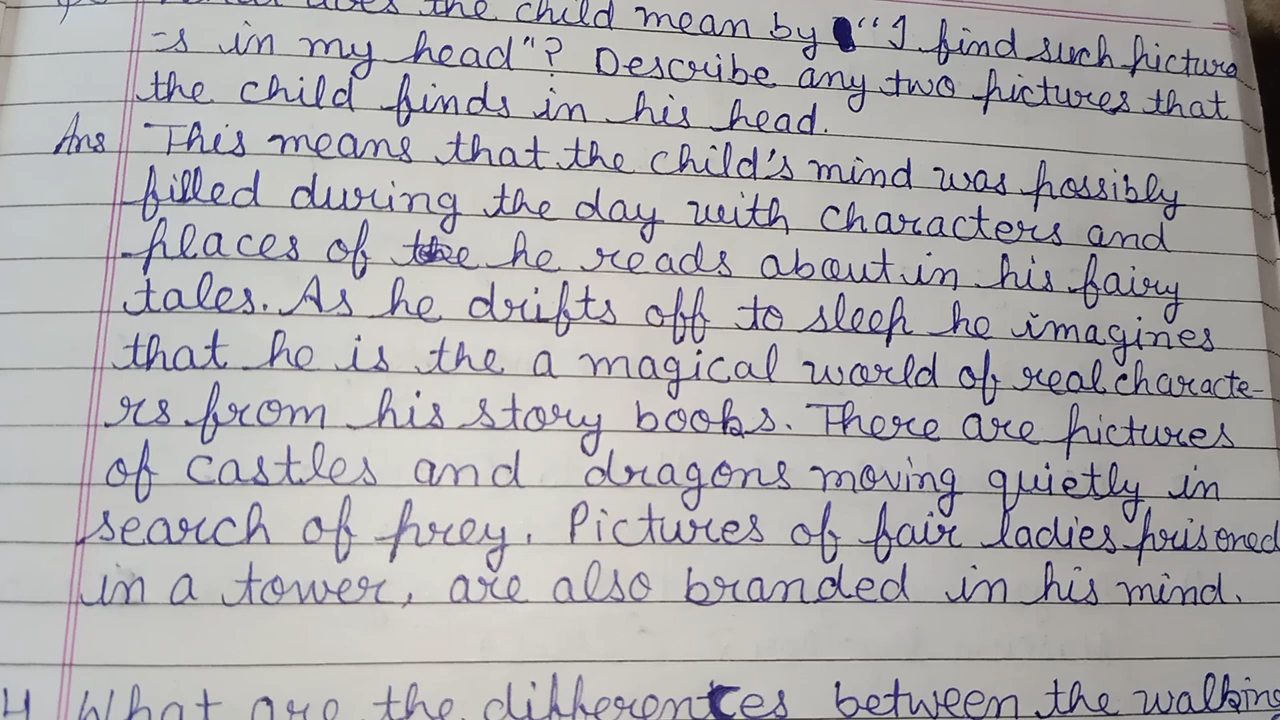 does the child mean by "I find such picture
-s in my head"? Describe any two pictures that
the child finds in his head.
Ans This means that the child's mind was possibly
filled during the day with characters and
places of the he reads about in his fairy
tales. As he drifts off to sleep he imagines
that he is the a magical world of real characte-
rs from his story books. There are pictures
of castles and dragons moving quietly in
search of prey. Pictures of fair ladies prisoned
in a tower, are also branded in his mind.
4 What are the differences between the walking